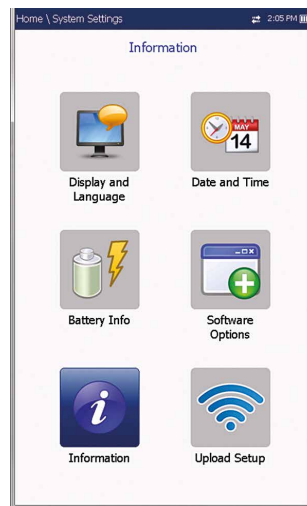 Home \ System Settings
2:05 PM
Information
MAY
14
Display and
Language
Date and Time
Battery Info
Software
Options
i
Information
Upload Setup